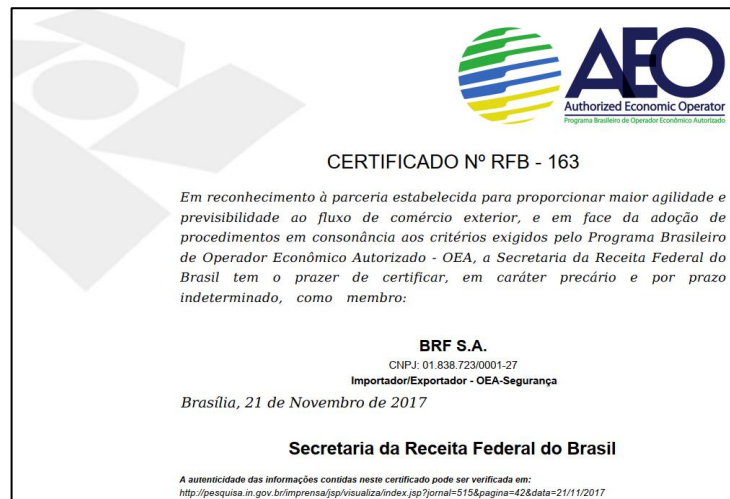 AEO
Authorized Economic Operator
Programa Brasileiro de Operador Econômico Autorizado
CERTIFICADO Nº RFB - 163
Em reconhecimento à parceria estabelecida para proporcionar maior agilidade e
previsibilidade ao fluxo de comércio exterior, e em face da adoção de
procedimentos em consonância aos critérios exigidos pelo Programa Brasileiro
de Operador Econômico Autorizado - OEA, a Secretaria da Receita Federal do
Brasil tem o prazer de certificar, em caráter precário e por prazo
indeterminado, como membro:
BRF S.A.
CNPJ: 01.838.723/0001-27
Importador/Exportador - OEA-Segurança
Brasília, 21 de Novembro de 2017
Secretaria da Receita Federal do Brasil
A autenticidade das informações contidas neste certificado pode ser verificada em:
http://pesquisa.in.gov.br/imprensa/jsp/visualiza/index.jsp?jornal=515&pagina=42&data=21/11/2017